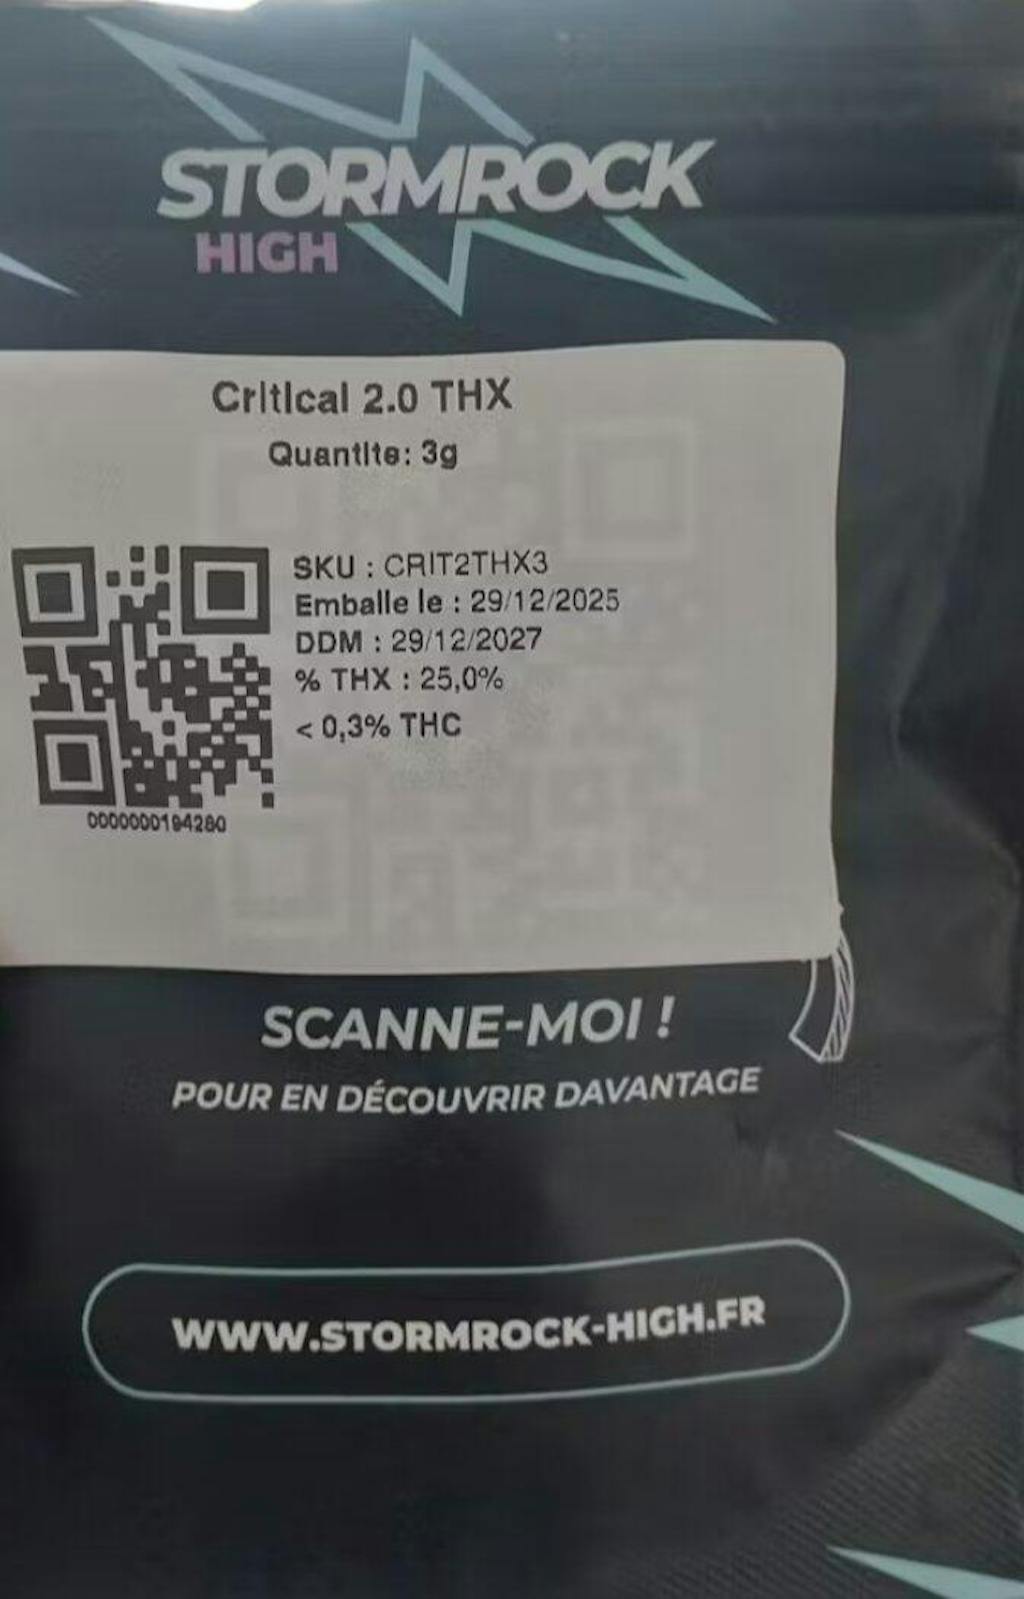 STORMROCK
HIGH
Critical 2.0 THX
Quantite: 3g
SKU : CRIT2THX3
Emballe le : 29/12/2025
DDM : 29/12/2027
% THX : 25,0%
< 0,3% THC
0000000194280
SCANNE-MOI !
POUR EN DÉCOUVRIR DAVANTAGE
WWW.STORMROCK-HIGH.FR